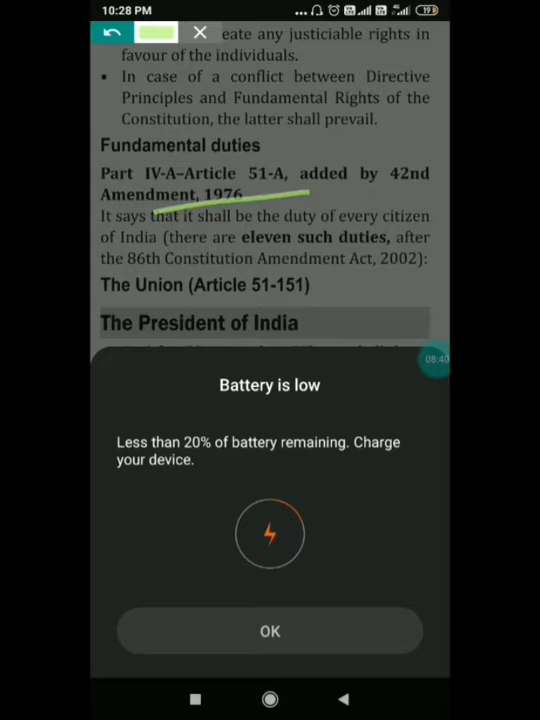 10:28 PM
19
eate any justiciable rights in
favour of the individuals.
• In case of a conflict between Directive
Principles and Fundamental Rights of the
Constitution, the latter shall prevail.
Fundamental duties
Part IV-A–Article 51-A, added by 42nd
Amendment, 1976
It says that it shall be the duty of every citizen
of India (there are eleven such duties, after
the 86th Constitution Amendment Act, 2002):
The Union (Article 51-151)
The President of India
08:40
Battery is low
Less than 20% of battery remaining. Charge
your device.
OK